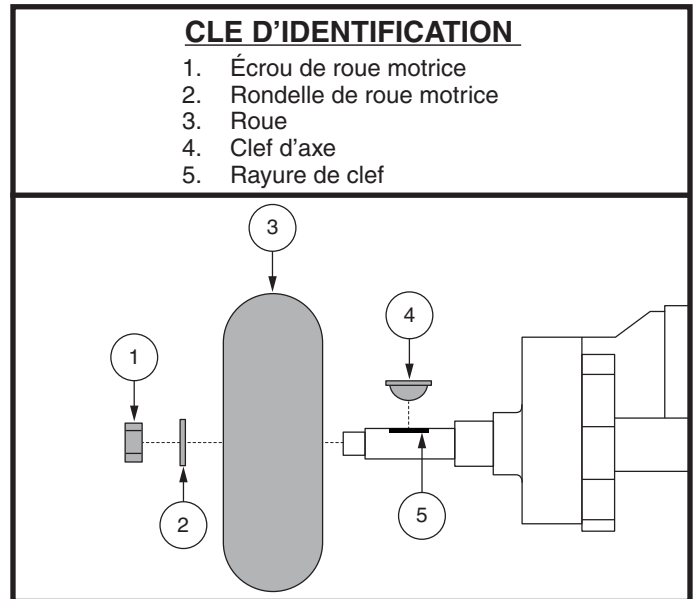 CLE D'IDENTIFICATION
1. Écrou de roue motrice
2. Rondelle de roue motrice
3. Roue
4. Clef d'axe
5. Rayure de clef
3
4
1
2
5